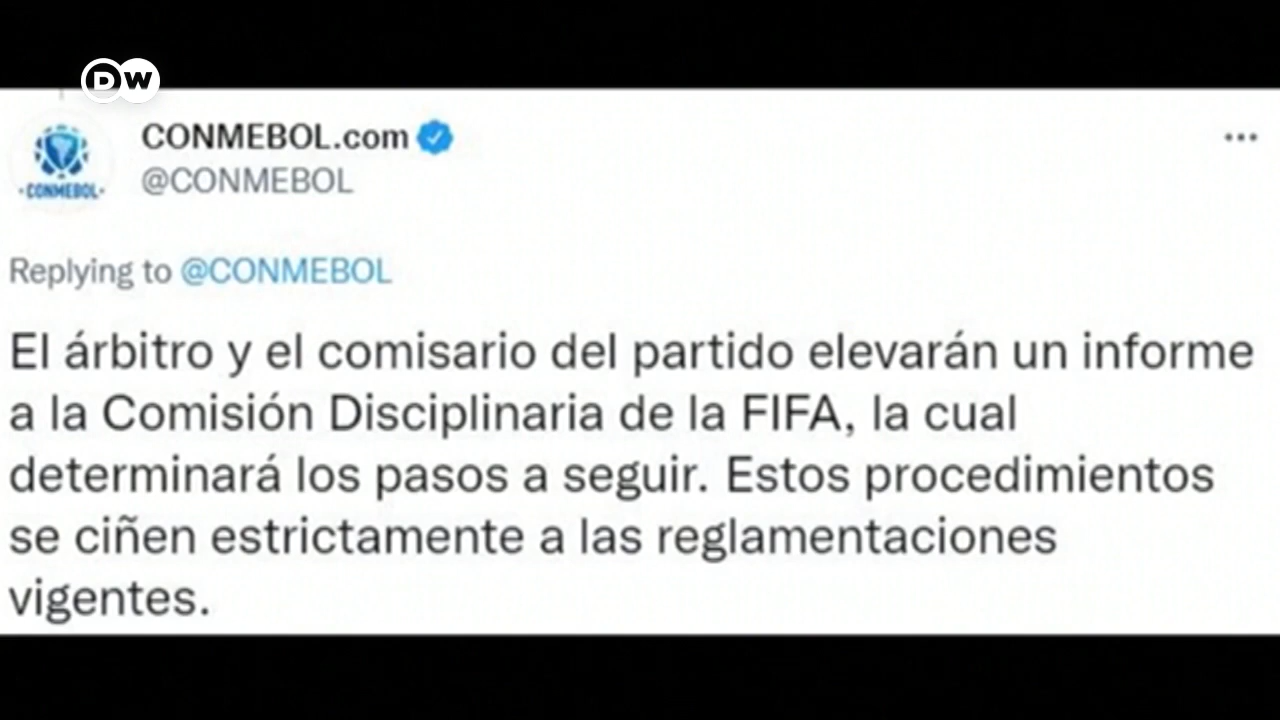 DW
CONMEBOL.com
@CONMEBOL
CONMEBOL
Replying to @CONMEBOL
El árbitro y el comisario del partido elevarán un informe
a la Comisión Disciplinaria de la FIFA, la cual
determinará los pasos a seguir. Estos procedimientos
se ciñen estrictamente a las reglamentaciones
vigentes.